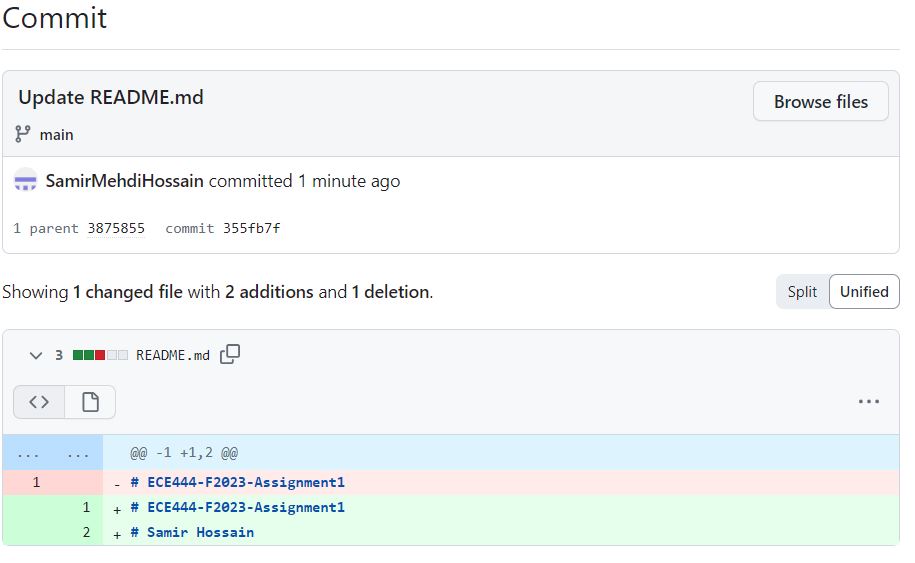 Commit
Update README.md
Browse files
main
SamirMehdiHossain committed 1 minute ago
1 parent 3875855 commit 355fb7f
Showing 1 changed file with 2 additions and 1 deletion.
Split Unified
3 README.md
... ... @@ -1 +1,2 @@
1 - # ECE444-F2023-Assignment1
1 + # ECE444-F2023-Assignment1
2 + # Samir Hossain